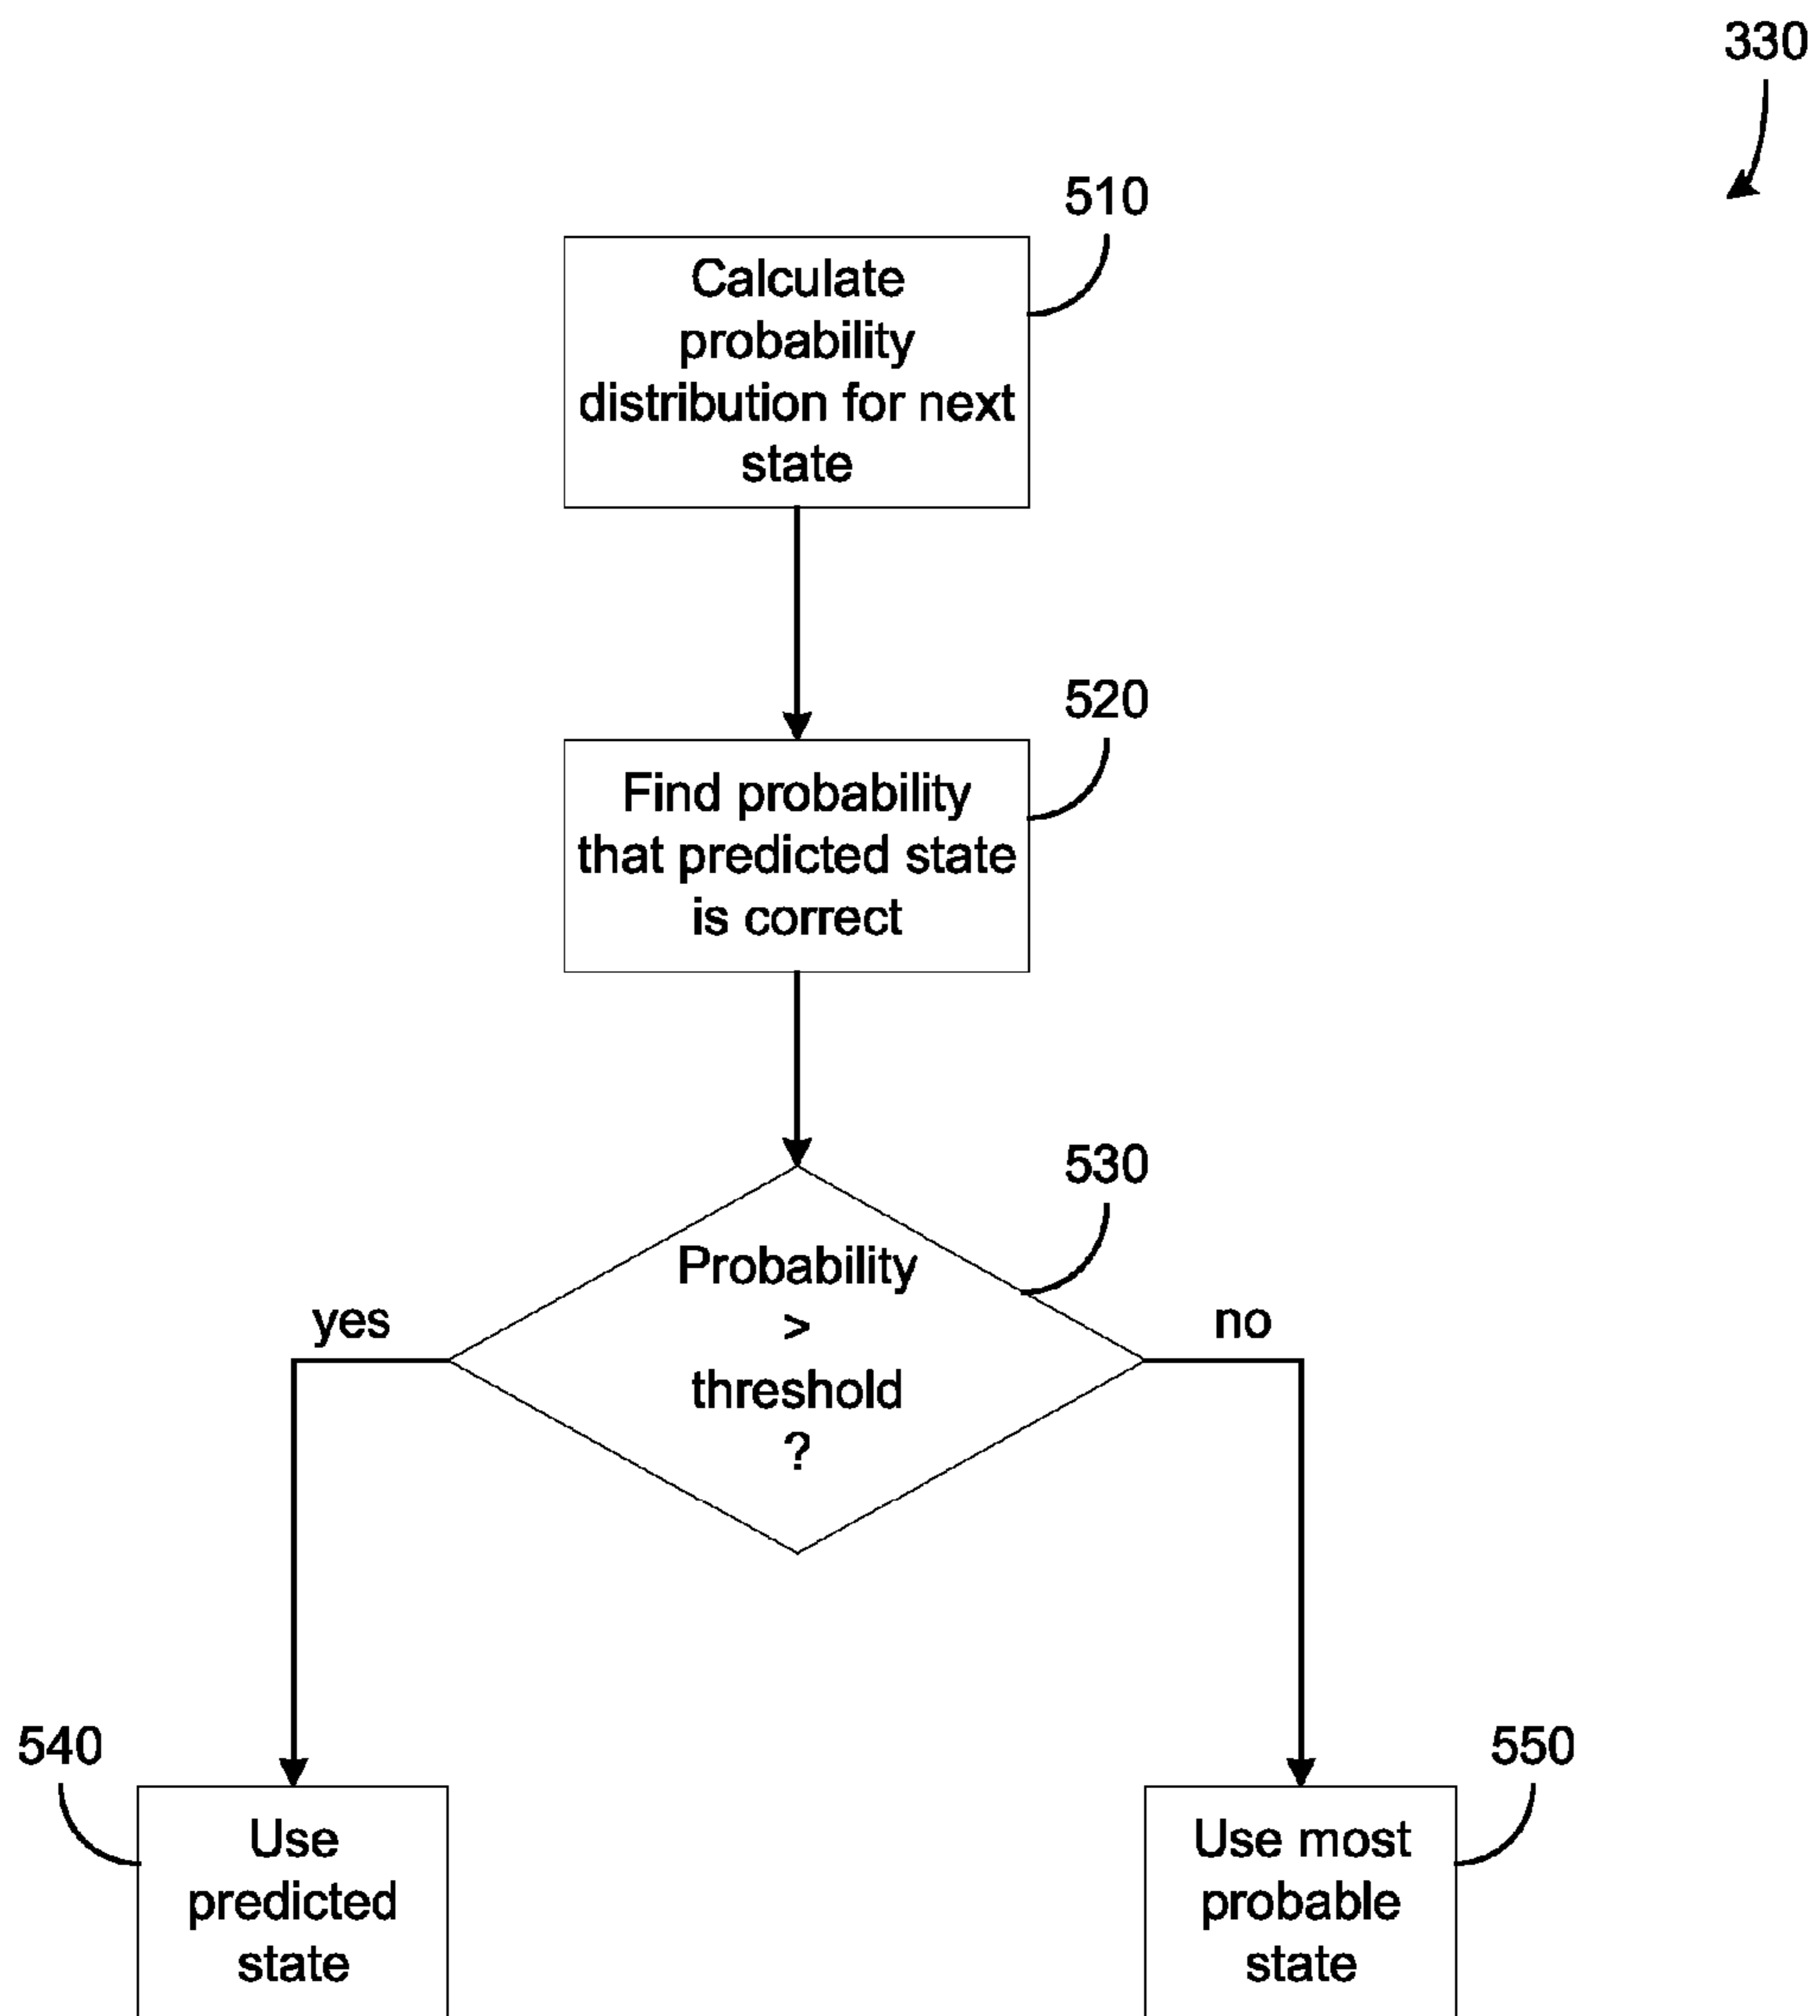 330
510
Calculate
probability
distribution for next
state
520
Find probability
that predicted state
is correct
530
Probability
>
threshold
?
yes
no
540
Use
predicted
state
550
Use most
probable
state